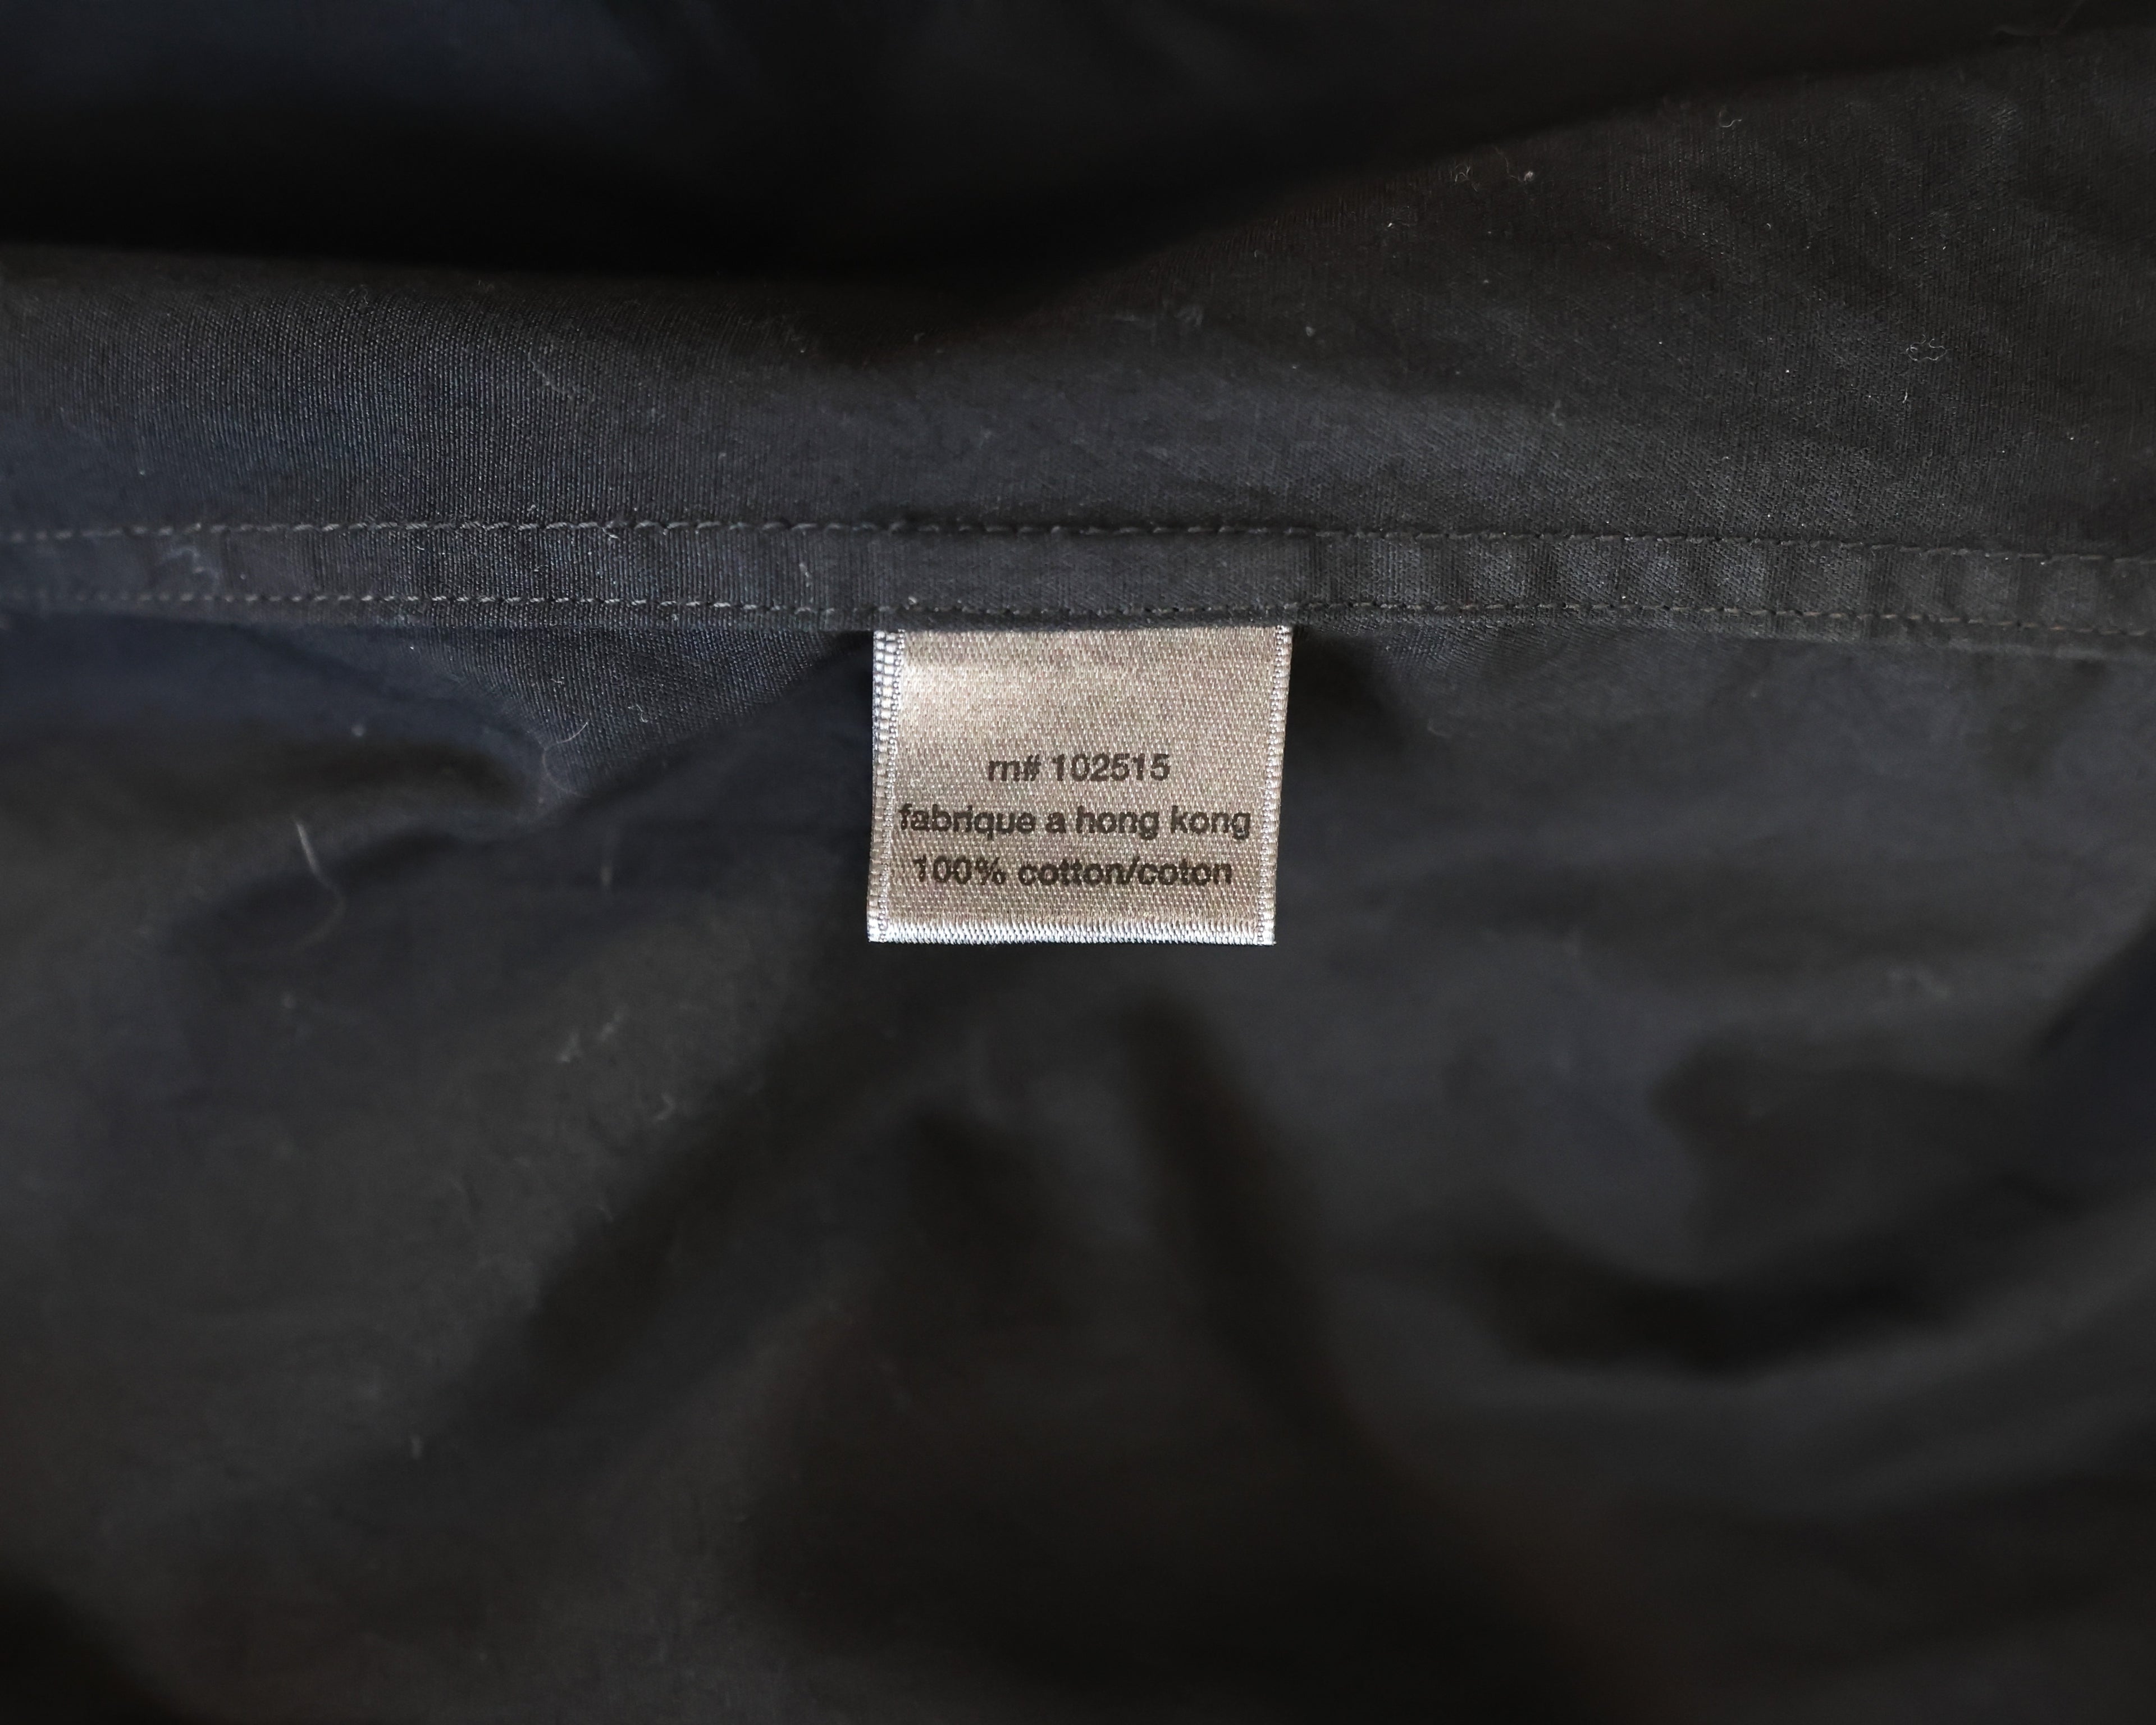 rn# 102515
fabrique a hong kong
100% cotton/coton